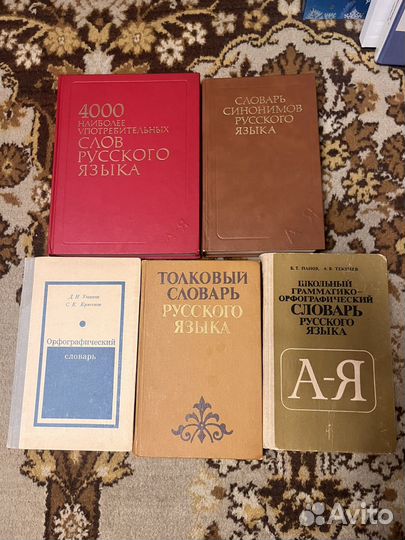 4000
НАИБОЛЕЕ
УПОТРЕБИТЕЛЬНЫХ
СЛОВ
РУССКОГО
ЯЗЫКА
А-Я
СЛОВАРЬ
СИНОНИМОВ
РУССКОГО
ЯЗЫКА
А-Я
Д. Н. Ушаков
С. Е. Крючков
Орфографический
словарь
ТОЛКОВЫЙ
СЛОВАРЬ
РУССКОГО
ЯЗЫКА
Б. Т. ПАНОВ, А. В. ТЕКУЧЕВ
ШКОЛЬНЫЙ
ГРАММАТИКО-
ОРФОГРАФИЧЕСКИЙ
СЛОВАРЬ
РУССКОГО
ЯЗЫКА
А-Я
Avito